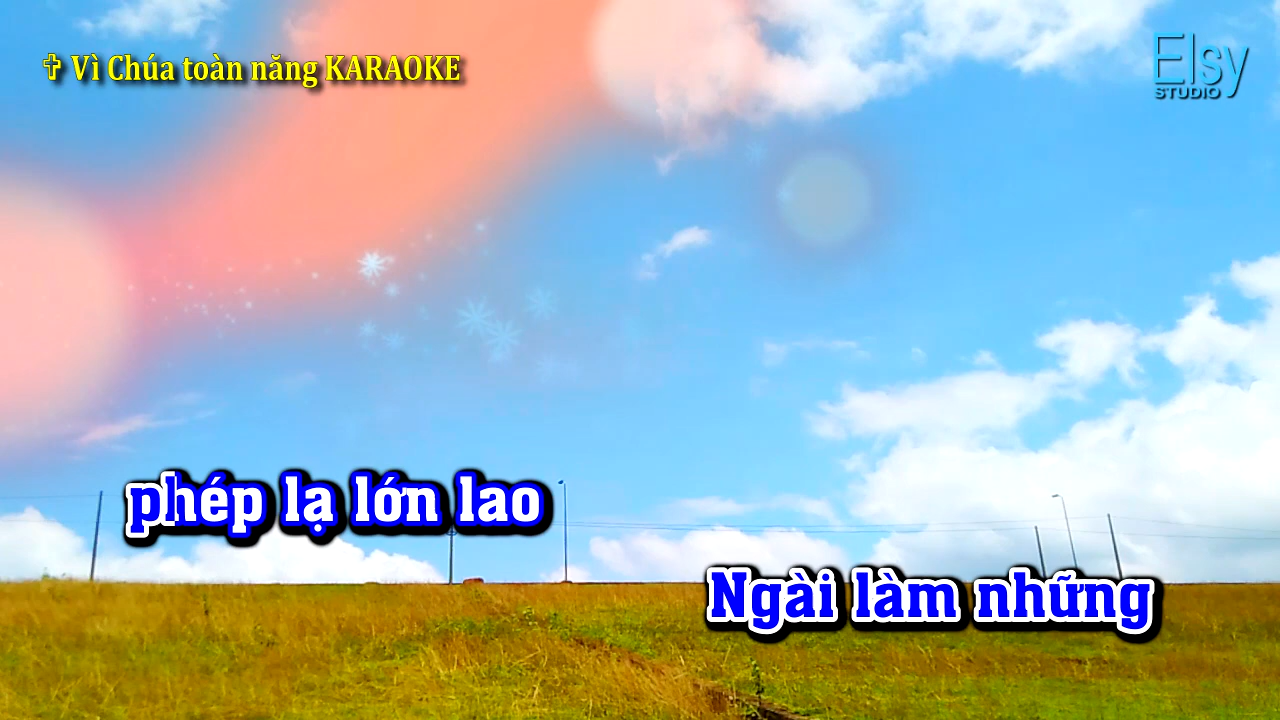 ✞ Vì Chúa toàn năng KARAOKE
Elsy
STUDIO
phép lạ lớn lao
Ngài làm những